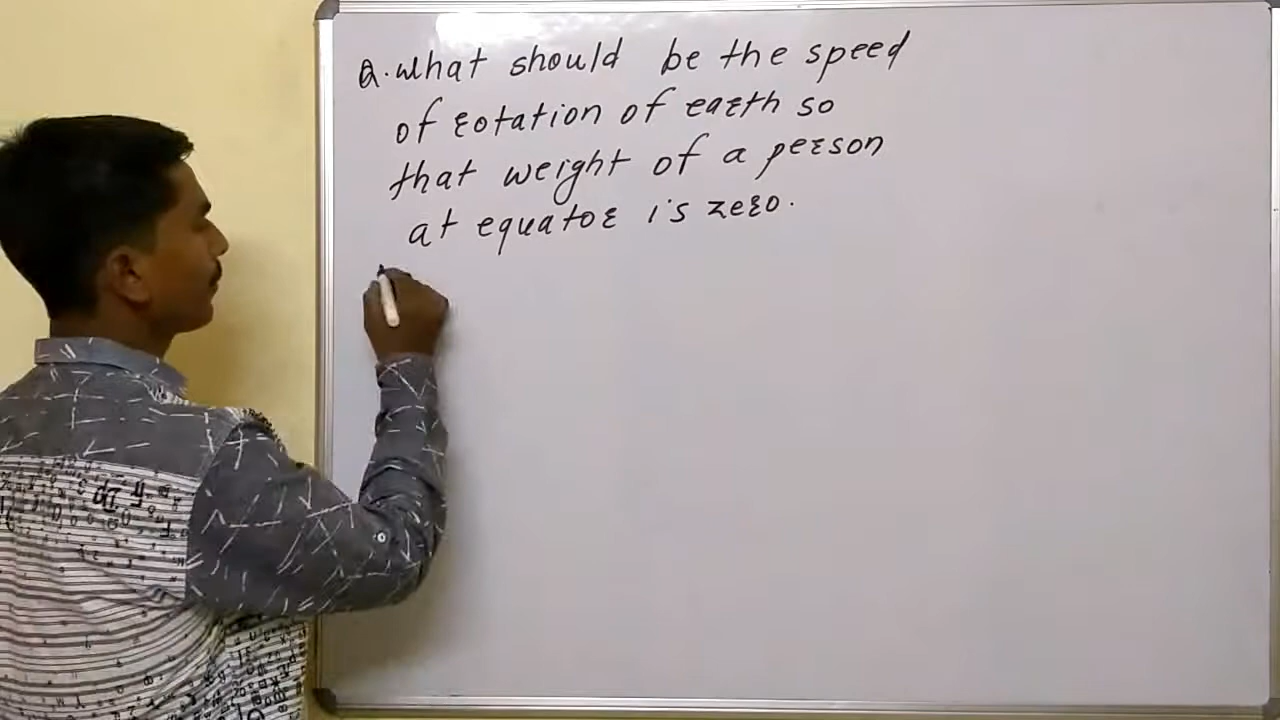 Q. what should be the speed
of rotation of earth so
that weight of a person
at equator is zero.